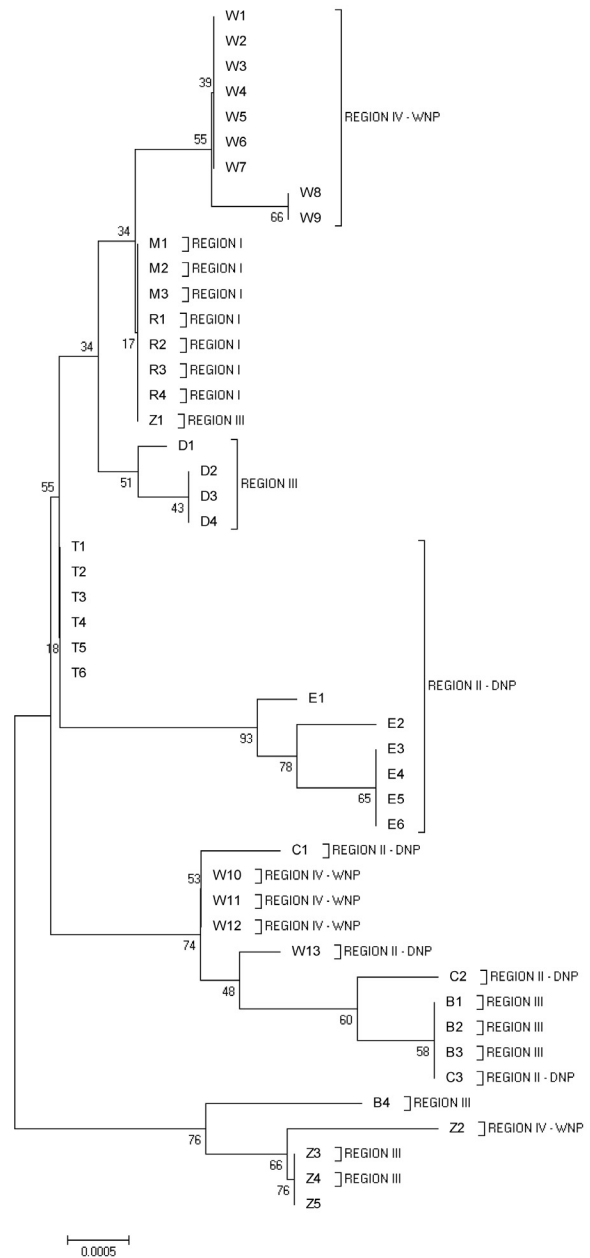 W1
W2
39
W3
W4
W5
REGION IV - WNP
W6
55
W7
W8
66
W9
34
M1 REGION I
M2 REGION I
M3 REGION I
R1 REGION I
17
R2 REGION I
34
R3 REGION I
R4 REGION I
Z1 REGION III
D1
51
D2
D3
REGION III
43
D4
55
T1
T2
T3
T4
18
T5
T6
REGION II - DNP
E1
93
E2
78
E3
E4
65
E5
E6
C1 REGION II - DNP
53
W10 REGION IV - WNP
W11 REGION IV - WNP
W12 REGION IV - WNP
74
W13 REGION II - DNP
48
C2 REGION II - DNP
60
B1 REGION III
B2 REGION III
58
B3 REGION III
C3 REGION II - DNP
B4 REGION III
76
Z2 REGION IV - WNP
66
Z3 REGION III
76
Z4 REGION III
Z5
0.0005